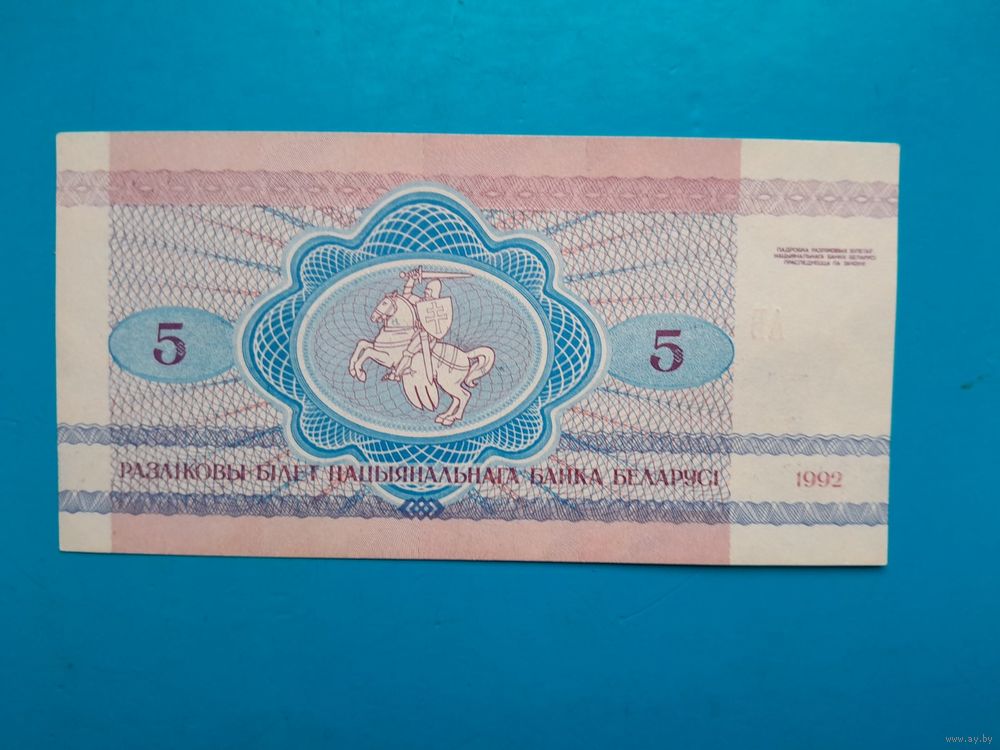 ПАДРОБКА РАЗЛІКОВЫХ БІЛЕТАЎ
НАЦЫЯНАЛЬНАГА БАНКА БЕЛАРУСІ
ПРАСЛЕДУЕЦЦА ПА ЗАКОНУ
5 5
РАЗЛІКОВЫ БІЛЕТ НАЦЫЯНАЛЬНАГА БАНКА БЕЛАРУСІ 1992
www.ay.by